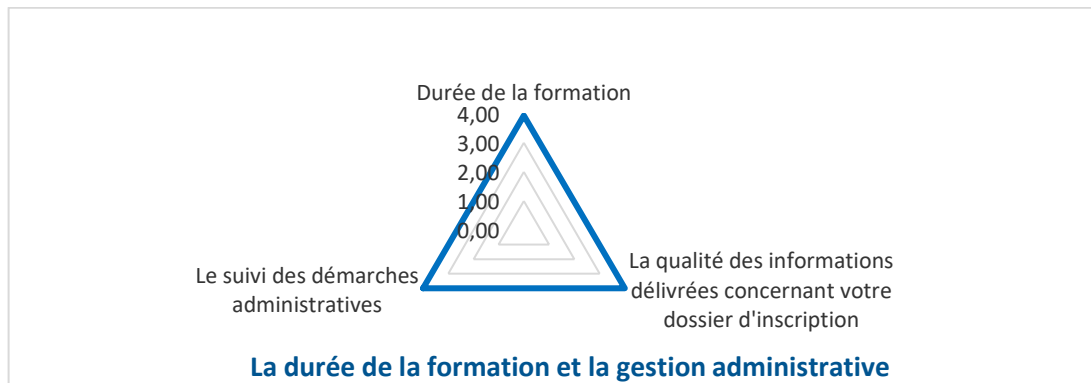 Durée de la formation
4,00
3,00
2,00
1,00
0,00
La qualité des informations
délivrées concernant votre
dossier d'inscription
Le suivi des démarches
administratives
La durée de la formation et la gestion administrative